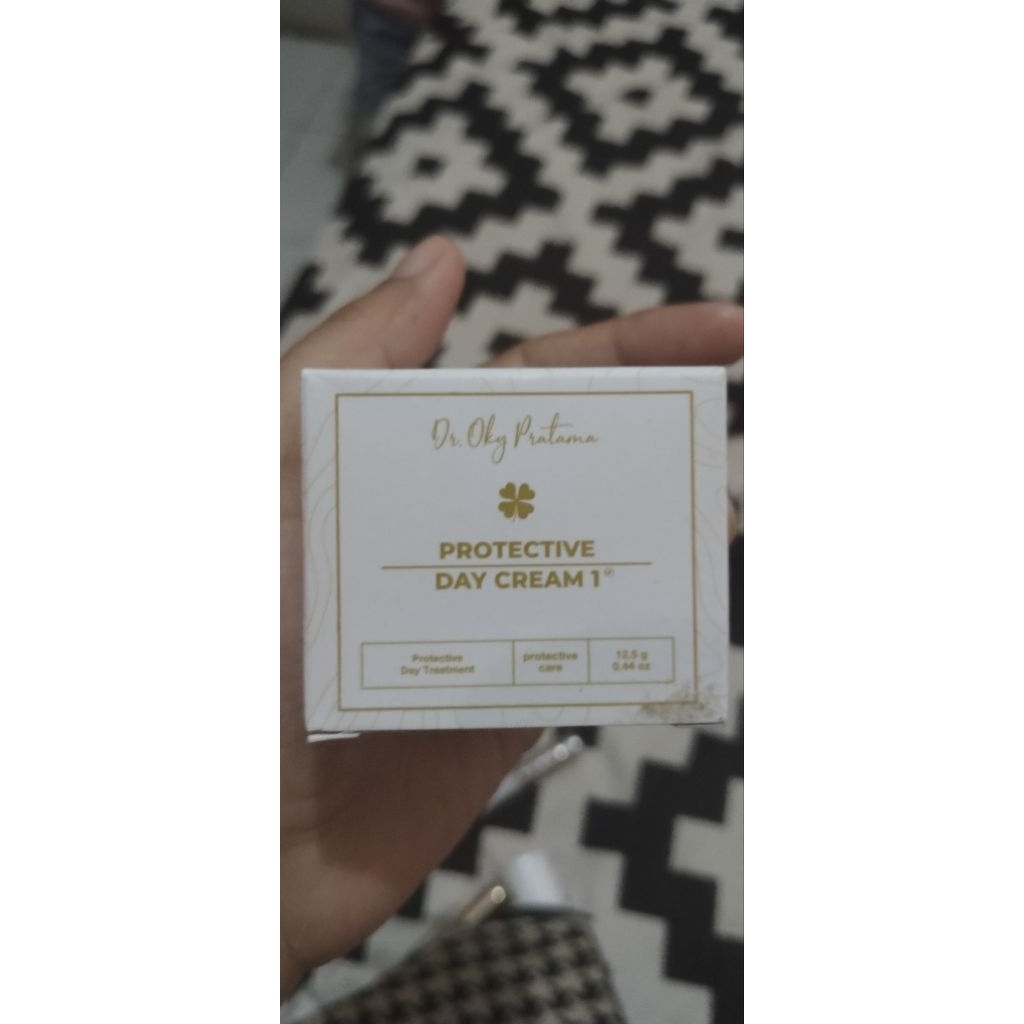 Dr. Oky Pratama
PROTECTIVE
DAY CREAM 1
Protective
Day Treatment
protective
care
12.5 g
0.44 oz